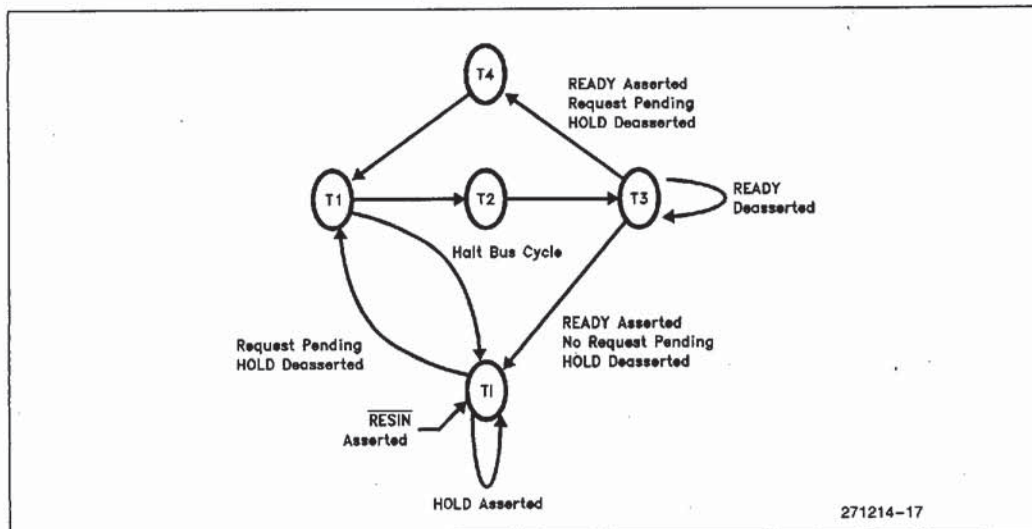 T4
READY Asserted
Request Pending
HOLD Deasserted
T1
T2
T3
READY
Deasserted
Halt Bus Cycle
READY Asserted
No Request Pending
HOLD Deasserted
Request Pending
HOLD Deasserted
TI
RESIN
Asserted
HOLD Asserted
271214-17